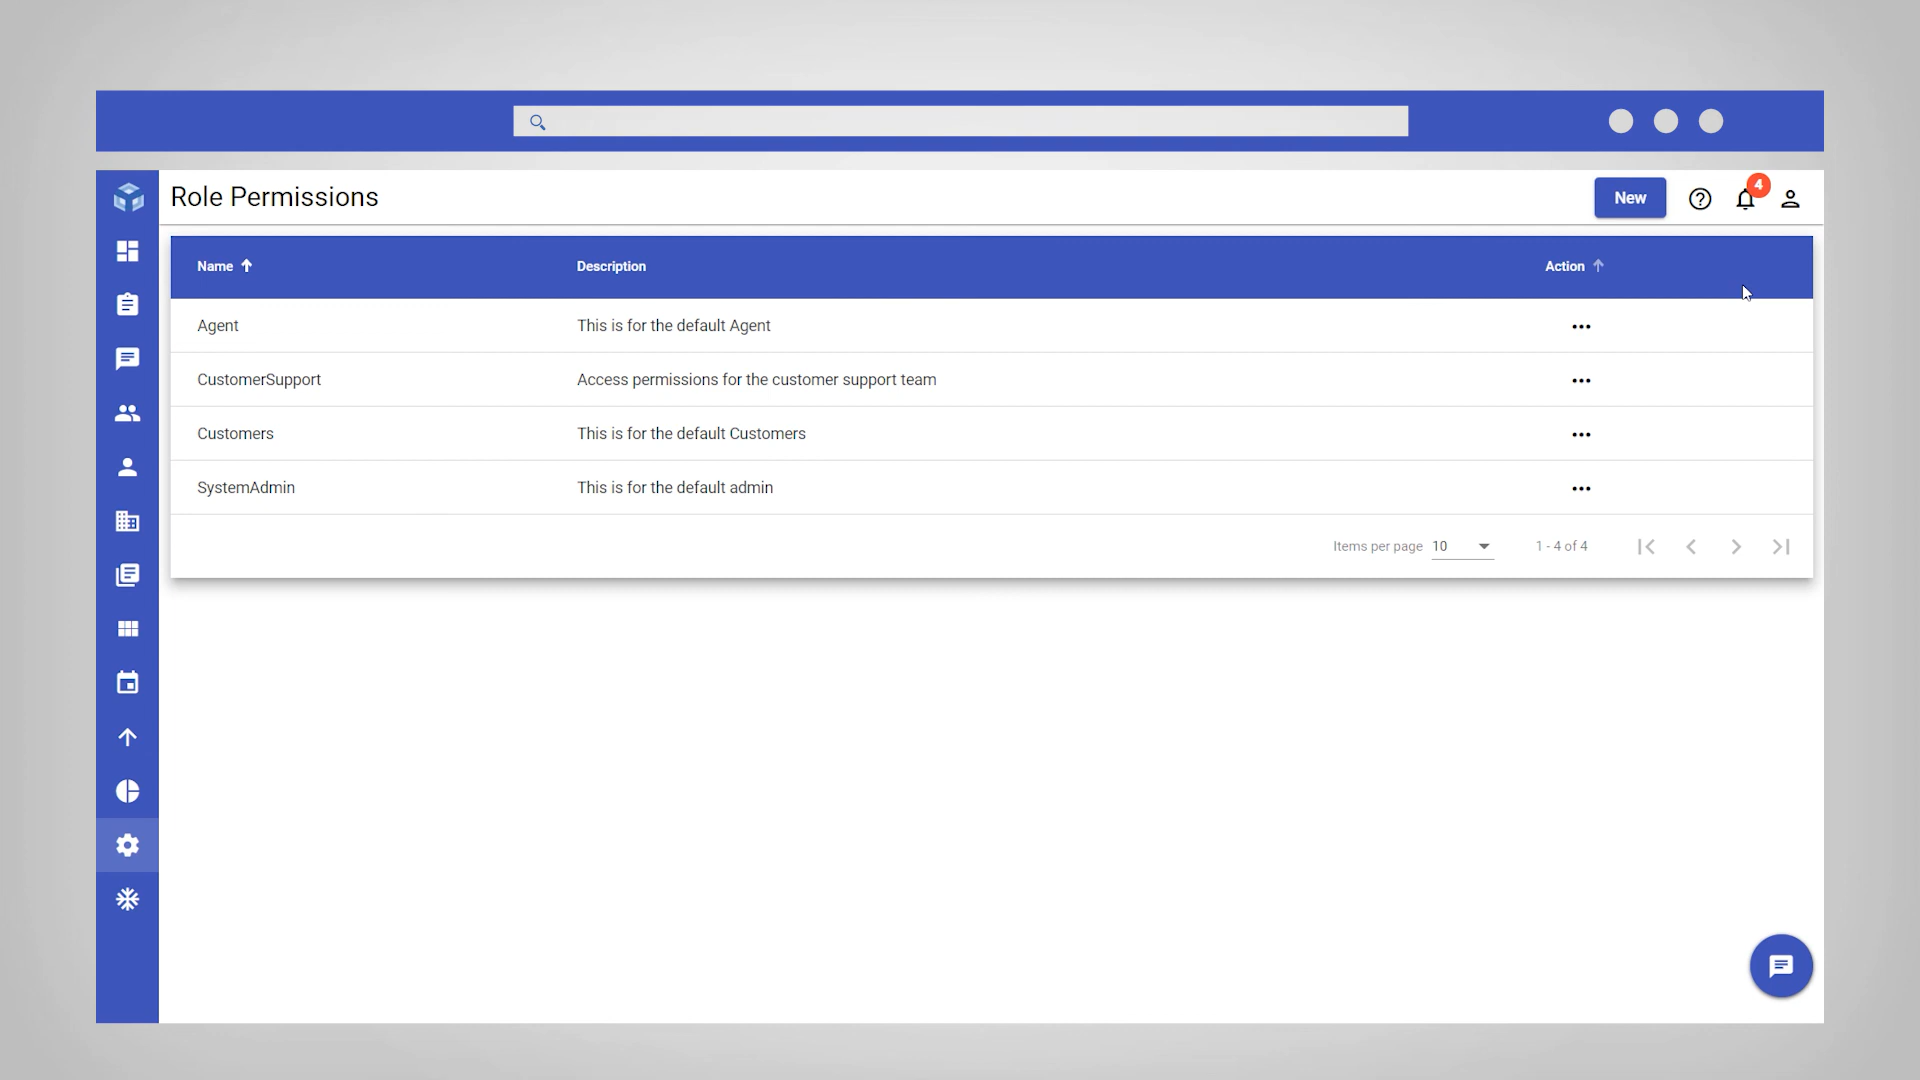 Role Permissions
New
4
Name
Description
Action
Agent
This is for the default Agent
CustomerSupport
Access permissions for the customer support team
Customers
This is for the default Customers
SystemAdmin
This is for the default admin
Items per page 10
1 - 4 of 4